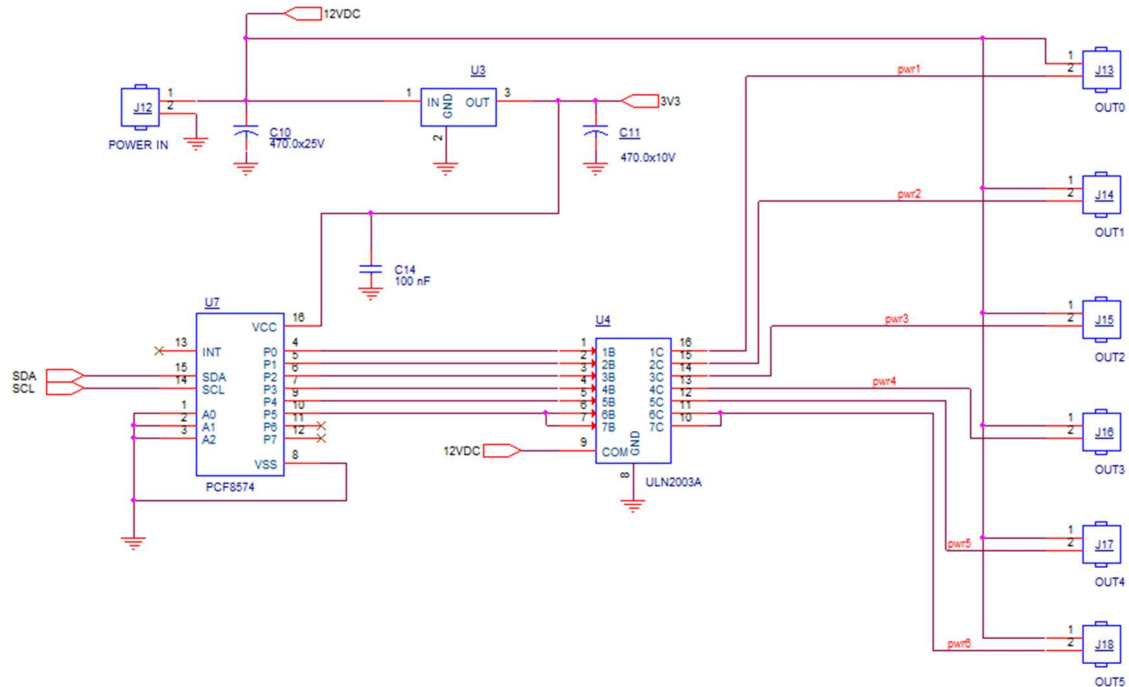 12VDC
U3
1
2
J12
POWER IN
1
IN
GND
OUT
3
2
3V3
C10
470.0x25V
C11
470.0x10V
C14
100 nF
pwr1
1
2
J13
OUT0
pwr2
1
2
J14
OUT1
pwr3
1
2
J15
OUT2
pwr4
1
2
J16
OUT3
pwr5
1
2
J17
OUT4
pwr6
1
2
J18
OUT5
U7
VCC 16
13 INT
P0 4
P1 5
SDA 15 SDA
P2 6
SCL 14 SCL
P3 7
P4 9
1 A0
P5 10
2 A1
P6 11
3 A2
P7 12
VSS 8
PCF8574
U4
1 1B 1C 16
2 2B 2C 15
3 3B 3C 14
4 4B 4C 13
5 5B 5C 12
6 6B 6C 11
7 7B 7C 10
12VDC 9 COM
GND
8
ULN2003A